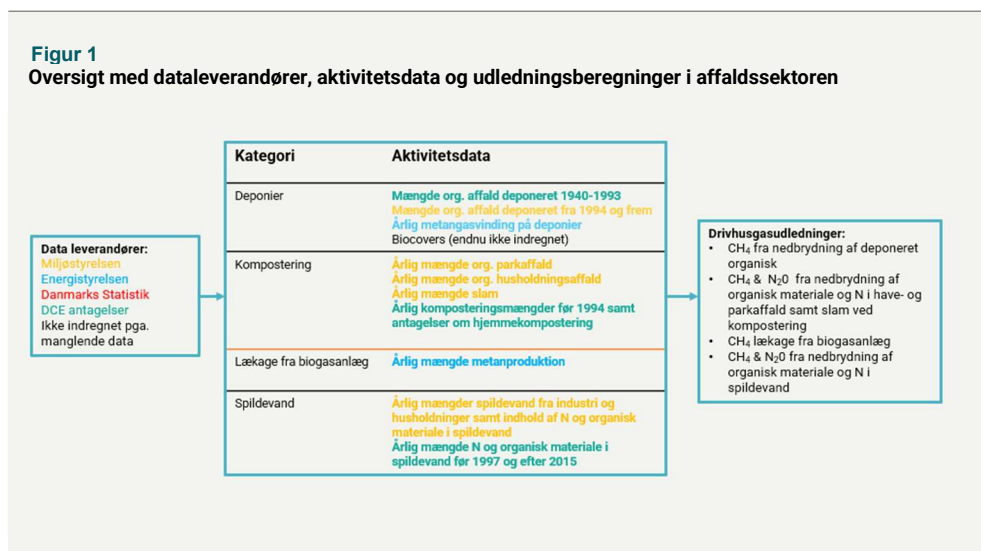 Figur 1
Oversigt med dataleverandører, aktivitetsdata og udledningsberegninger i affaldssektoren
Data leverandører:
Miljøstyrelsen
Energistyrelsen
Danmarks Statistik
DCE antagelser
Ikke indregnet pga.
manglende data
Kategori Aktivitetsdata
Deponier Mængde org. affald deponeret 1940-1993
Mængde org. affald deponeret fra 1994 og frem
Årlig metangasvinding på deponier
Biocovers (endnu ikke indregnet)
Kompostering Årlig mængde org. parkaffald
Årlig mængde org. husholdningsaffald
Årlig mængde slam
Årlig komposteringsmængder før 1994 samt
antagelser om hjemmekompostering
Lækage fra biogasanlæg Årlig mængde metanproduktion
Spildevand Årlig mængder spildevand fra industri og
husholdninger samt indhold af N og organisk
materiale i spildevand
Årlig mængde N og organisk materiale i
spildevand før 1997 og efter 2015
Drivhusgasudledninger:
• CH₄ fra nedbrydning af deponeret
organisk
• CH₄ & N₂0 fra nedbrydning af
organisk materiale og N i have- og
parkaffald samt slam ved
kompostering
• CH₄ lækage fra biogasanlæg
• CH₄ & N₂0 fra nedbrydning af
organisk materiale og N i
spildevand